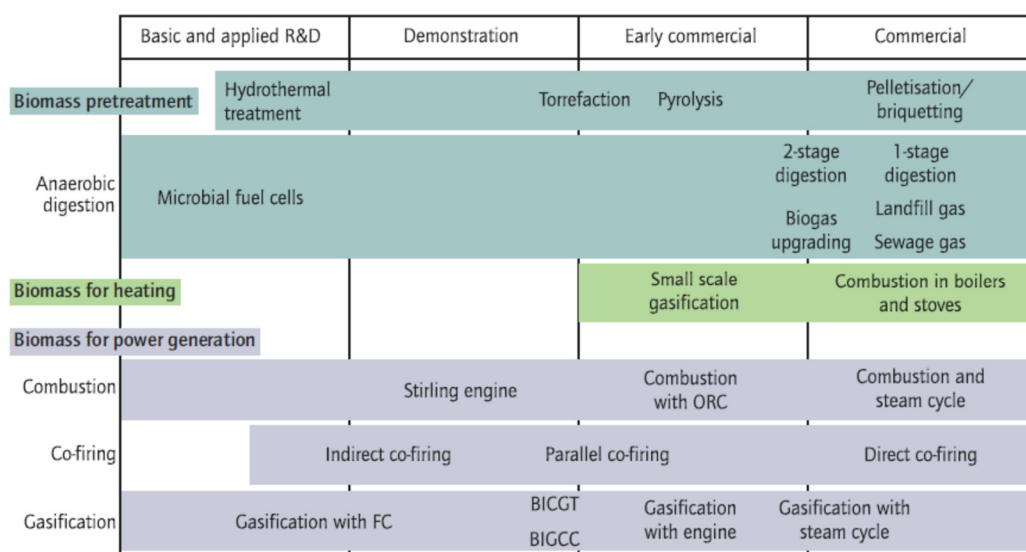 Basic and applied R&D
Demonstration
Early commercial
Commercial
Biomass pretreatment
Hydrothermal
treatment
Torrefaction
Pyrolysis
Pelletisation/
briquetting
Anaerobic
digestion
Microbial fuel cells
2-stage
digestion
1-stage
digestion
Biogas
upgrading
Landfill gas
Sewage gas
Biomass for heating
Small scale
gasification
Combustion in boilers
and stoves
Biomass for power generation
Combustion
Stirling engine
Combustion
with ORC
Combustion and
steam cycle
Co-firing
Indirect co-firing
Parallel co-firing
Direct co-firing
Gasification
Gasification with FC
BICGT
BIGCC
Gasification
with engine
Gasification with
steam cycle